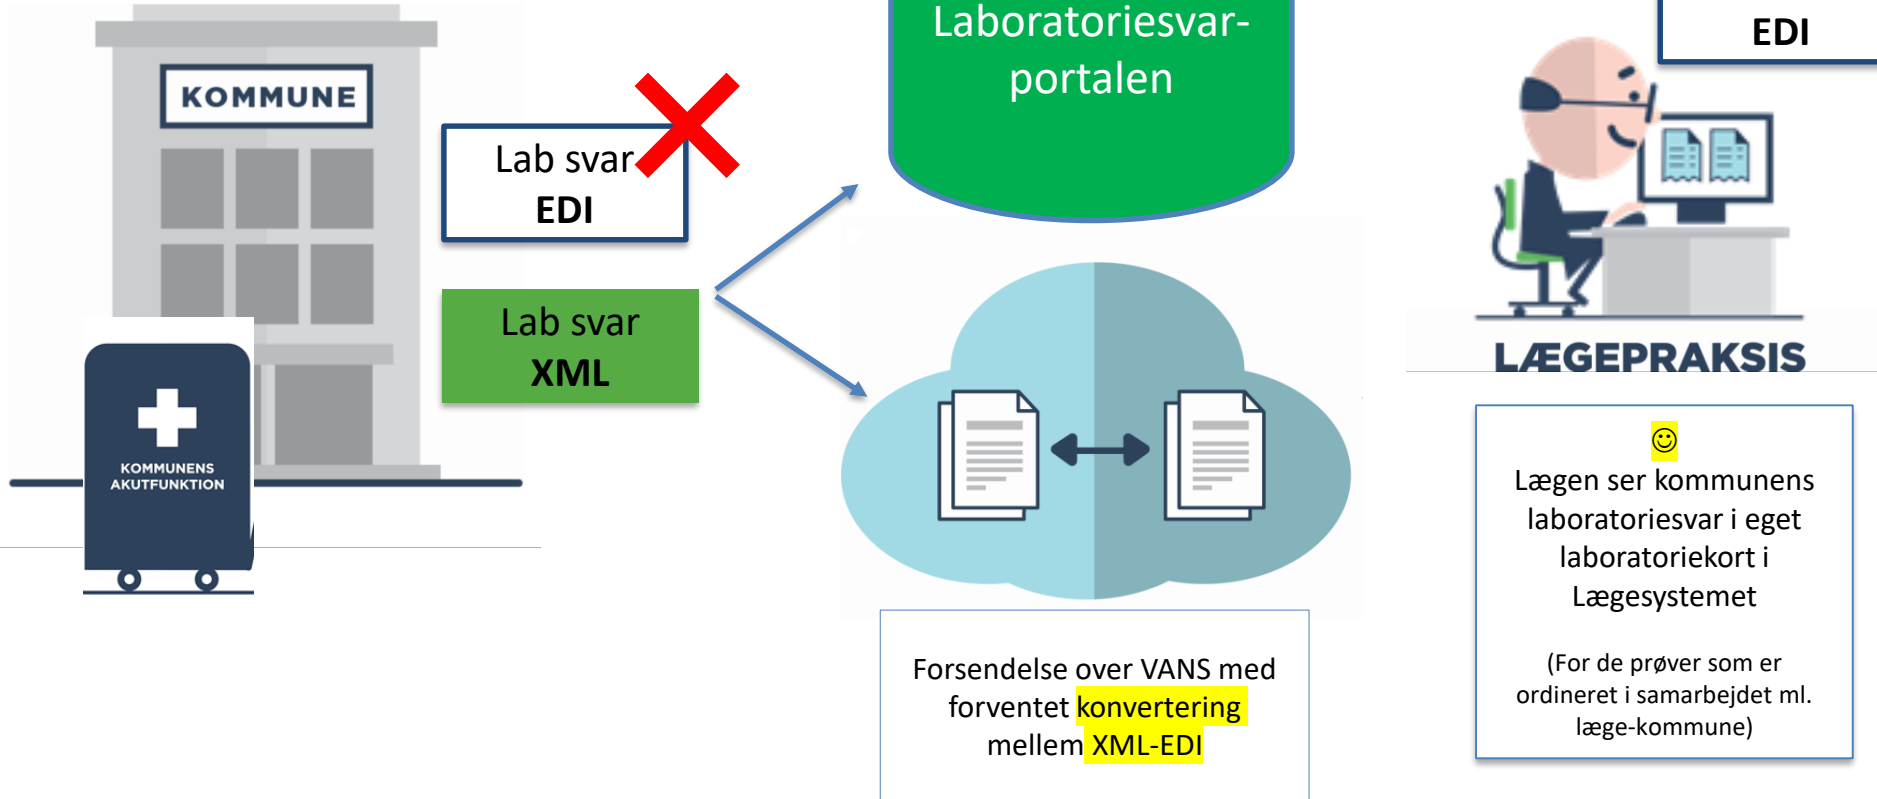 KOMMUNE
KOMMUNENS
AKUTFUNKTION
Lab svar
EDI
Lab svar
XML
Laboratoriesvar-
portalen
Forsendelse over VANS med
forventet konvertering
mellem XML-EDI
EDI
LÆGEPRAKSIS
☺
Lægen ser kommunens
laboratoriesvar i eget
laboratoriekort i
Lægesystemet
(For de prøver som er
ordineret i samarbejdet ml.
læge-kommune)